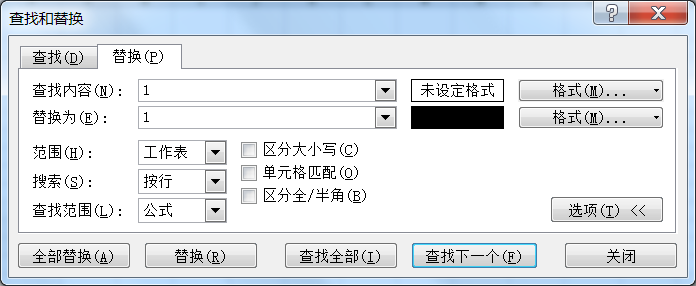 查找和替换
查找(D) 替换(P)
查找内容(N): 1 未设定格式 格式(M)...
替换为(E): 1 格式(M)...
范围(H): 工作表 区分大小写(C)
单元格匹配(O)
搜索(S): 按行
区分全/半角(B)
查找范围(L): 公式 选项(T) <<
全部替换(A) 替换(R) 查找全部(I) 查找下一个(F) 关闭